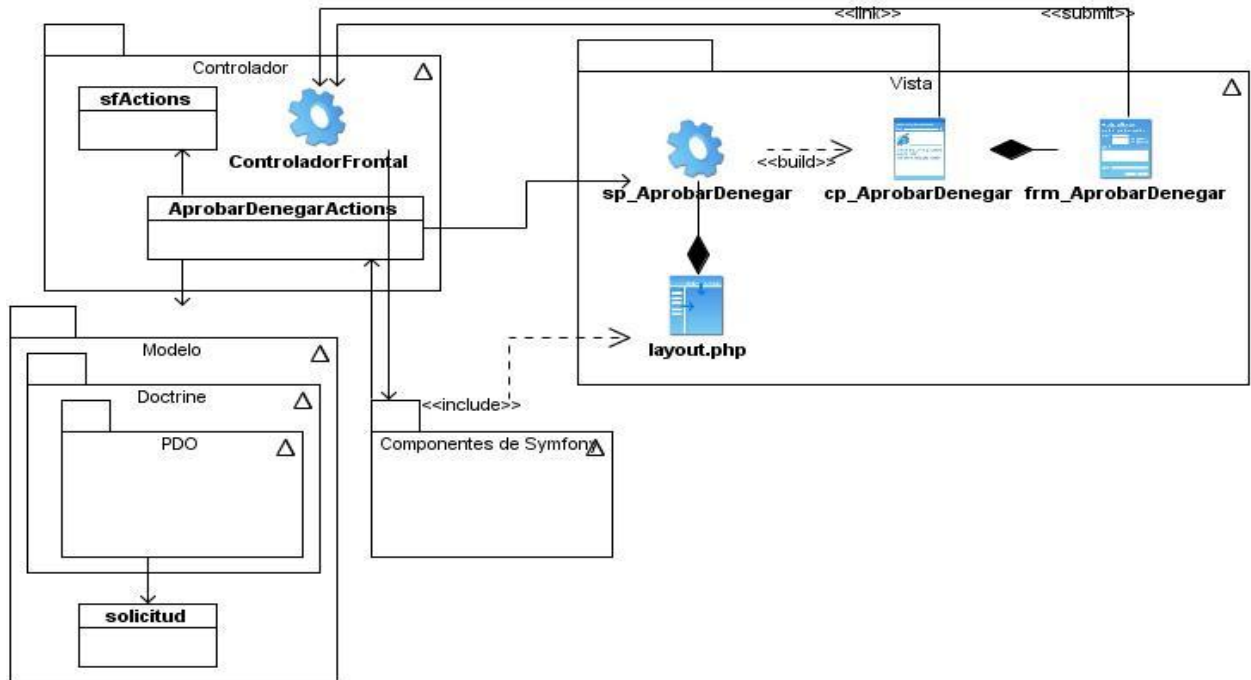 <<link>>
<<submit>>
Controlador
sfActions
ControladorFrontal
AprobarDenegarActions
Vista
<<build>>
sp_AprobarDenegar
cp_AprobarDenegar
frm_AprobarDenegar
layout.php
Modelo
Doctrine
PDO
solicitud
<<include>>
Componentes de Symfony